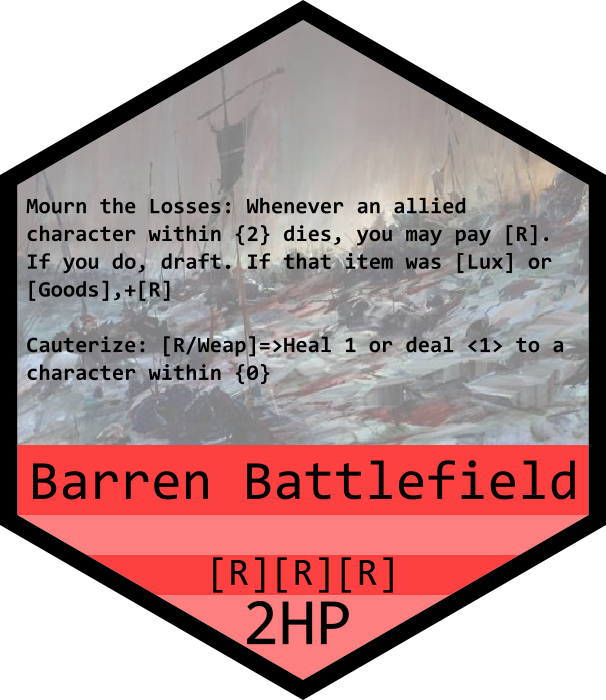 Mourn the Losses: Whenever an allied
character within {2} dies, you may pay [R].
If you do, draft. If that item was [Lux] or
[Goods],+[R]
Cauterize: [R/Weap]=>Heal 1 or deal <1> to a
character within {0}
Barren Battlefield
[R][R][R]
2HP